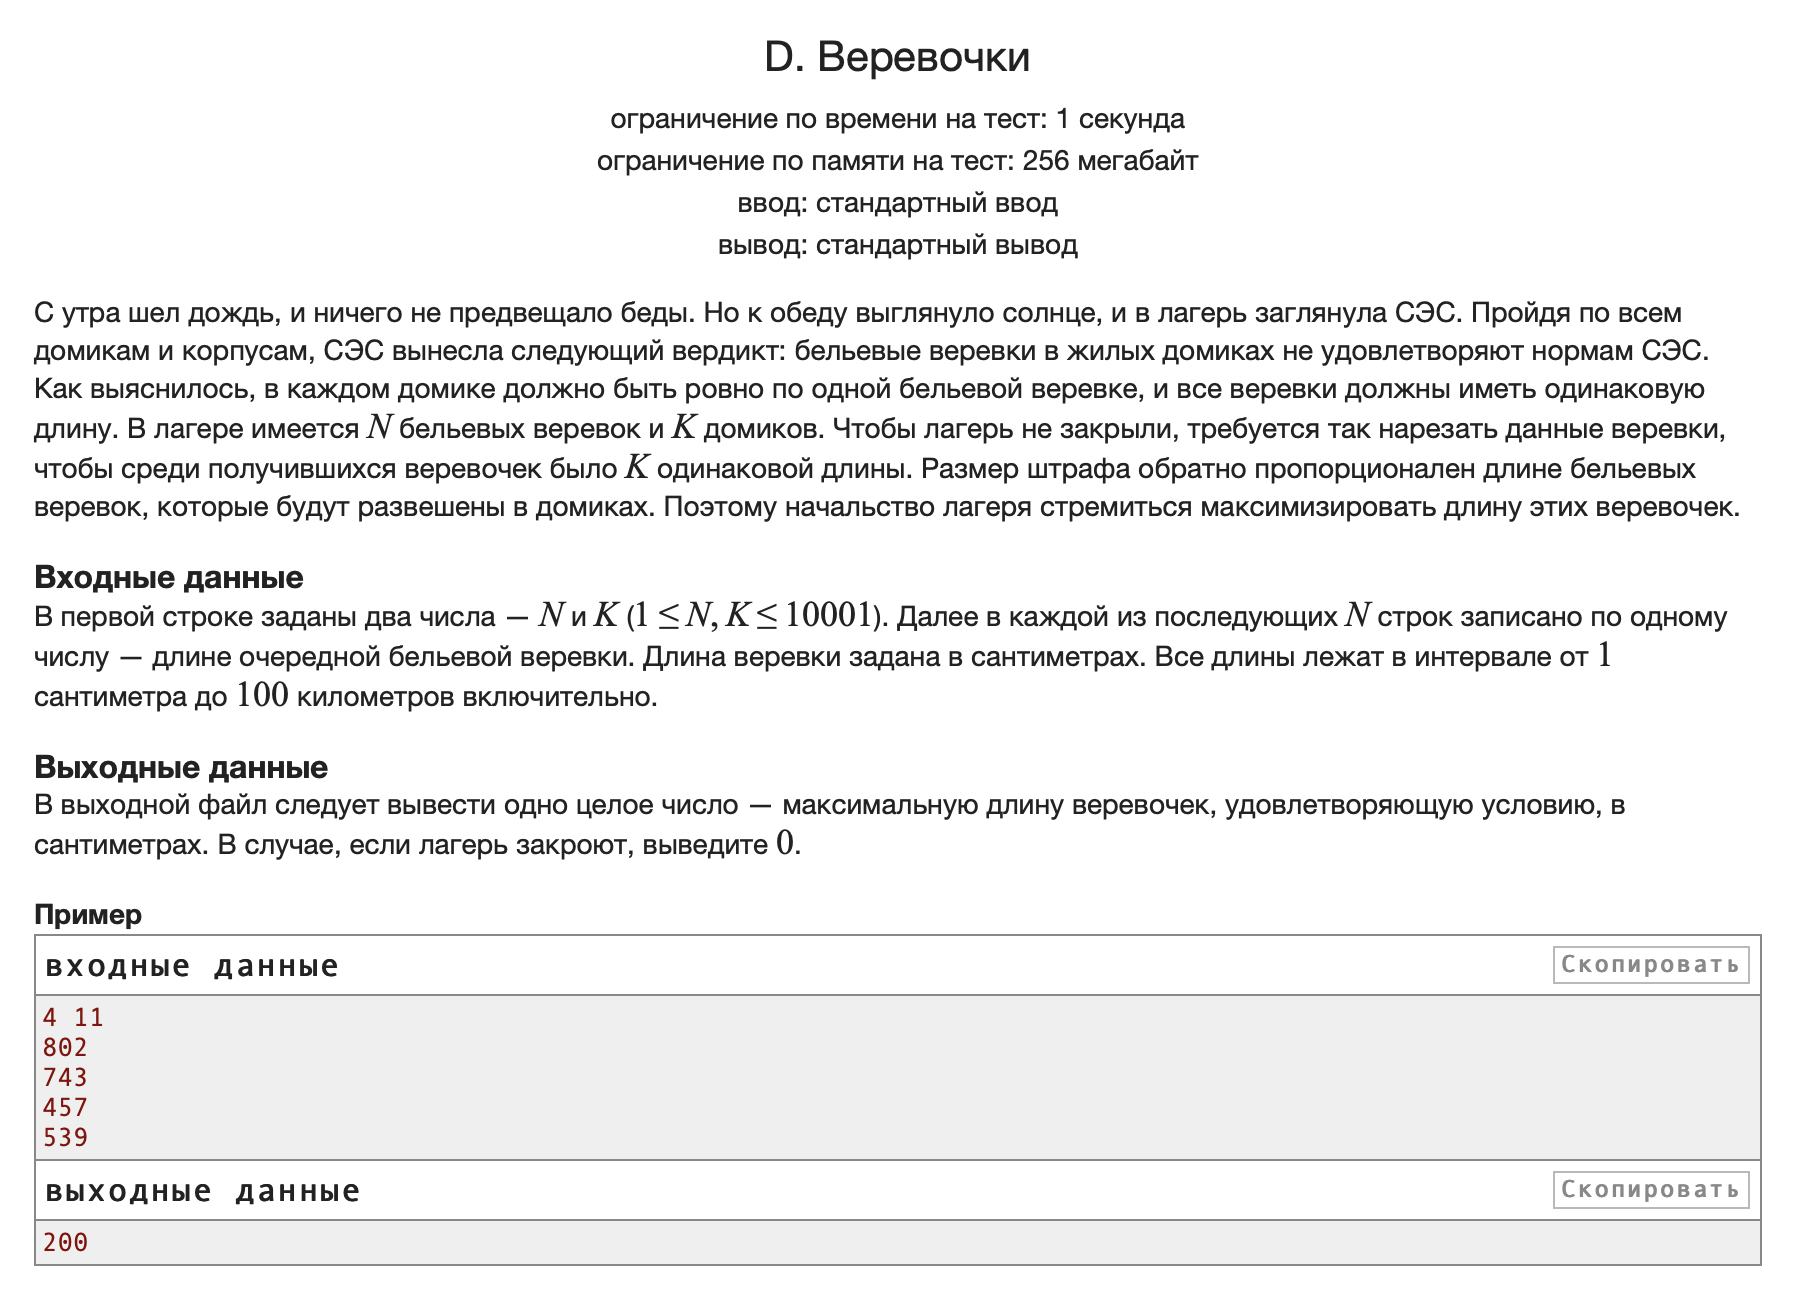 D. Веревочки
ограничение по времени на тест: 1 секунда
ограничение по памяти на тест: 256 мегабайт
ввод: стандартный ввод
вывод: стандартный вывод
С утра шел дождь, и ничего не предвещало беды. Но к обеду выглянуло солнце, и в лагерь заглянула СЭС. Пройдя по всем
домикам и корпусам, СЭС вынесла следующий вердикт: бельевые веревки в жилых домиках не удовлетворяют нормам СЭС.
Как выяснилось, в каждом домике должно быть ровно по одной бельевой веревке, и все веревки должны иметь одинаковую
длину. В лагере имеется N бельевых веревок и K домиков. Чтобы лагерь не закрыли, требуется так нарезать данные веревки,
чтобы среди получившихся веревочек было K одинаковой длины. Размер штрафа обратно пропорционален длине бельевых
веревок, которые будут развешены в домиках. Поэтому начальство лагеря стремиться максимизировать длину этих веревочек.
Входные данные
В первой строке заданы два числа — N и K (1 ≤ N, K ≤ 10001). Далее в каждой из последующих N строк записано по одному
числу — длине очередной бельевой веревки. Длина веревки задана в сантиметрах. Все длины лежат в интервале от 1
сантиметра до 100 километров включительно.
Выходные данные
В выходной файл следует вывести одно целое число — максимальную длину веревочек, удовлетворяющую условию, в
сантиметрах. В случае, если лагерь закроют, выведите 0.
Пример
входные данные Скопировать
4 11
802
743
457
539
выходные данные Скопировать
200